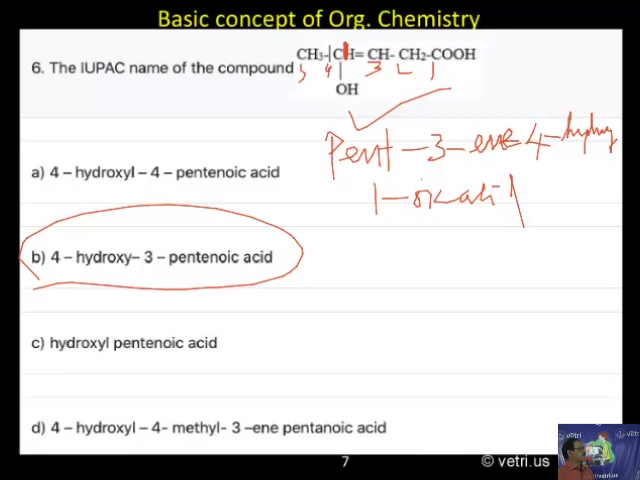 Basic concept of Org. Chemistry
6. The IUPAC name of the compound CH3-CH=CH-CH2-COOH
5 4 3 2 1
OH
Pent-3-ene 4-
1-oic acid
a) 4 – hydroxyl – 4 – pentenoic acid
b) 4 – hydroxy– 3 – pentenoic acid
c) hydroxyl pentenoic acid
d) 4 – hydroxyl – 4- methyl- 3 –ene pentanoic acid
7
© vetri.us